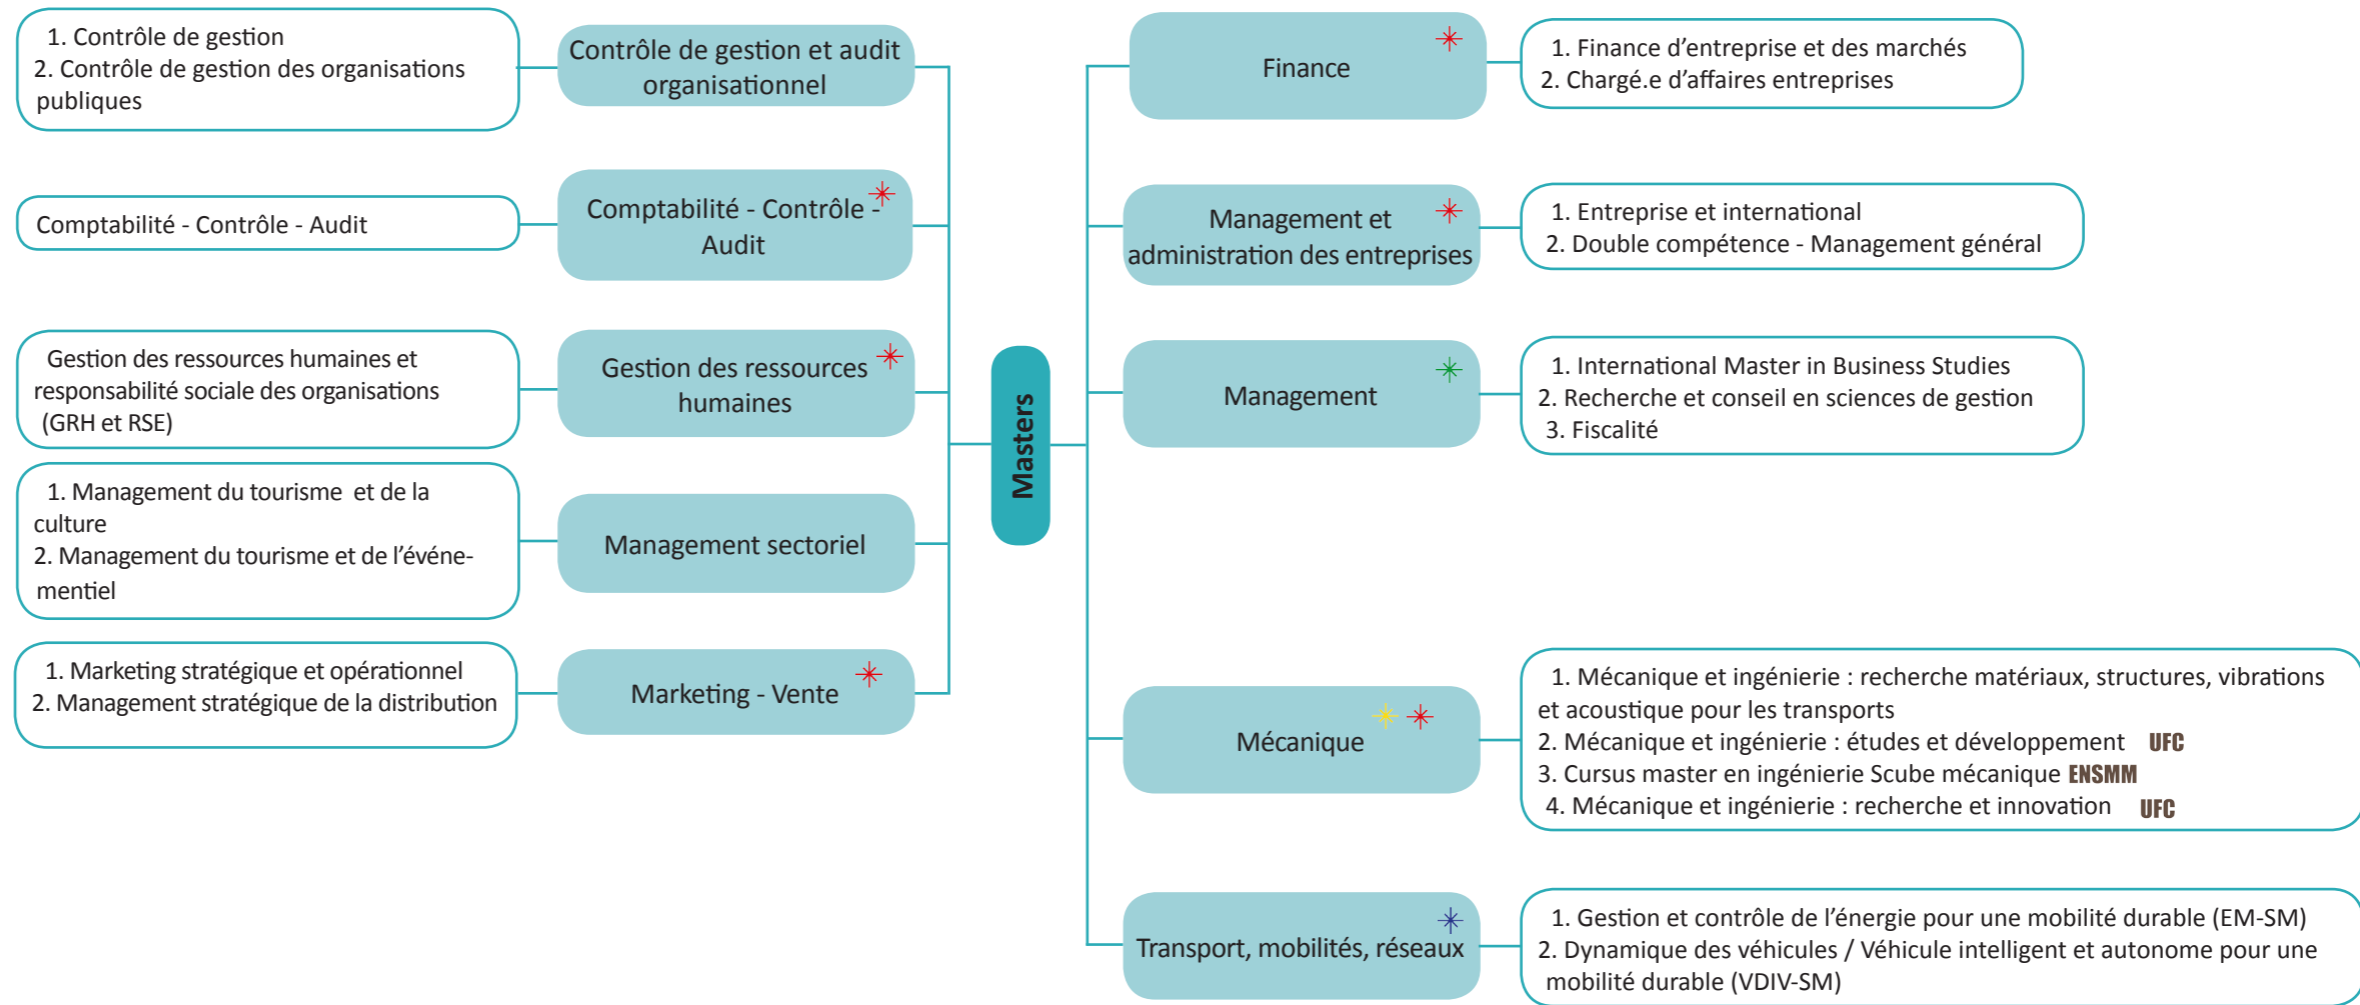 1. Contrôle de gestion
2. Contrôle de gestion des organisations
publiques
Contrôle de gestion et audit
organisationnel
Comptabilité - Contrôle - Audit
Comptabilité - Contrôle -
Audit
Gestion des ressources humaines et
responsabilité sociale des organisations
(GRH et RSE)
Gestion des ressources
humaines
1. Management du tourisme et de la
culture
2. Management du tourisme et de l'événe-
mentiel
Management sectoriel
1. Marketing stratégique et opérationnel
2. Management stratégique de la distribution
Marketing - Vente
Masters
Finance
1. Finance d'entreprise et des marchés
2. Chargé.e d'affaires entreprises
Management et
administration des entreprises
1. Entreprise et international
2. Double compétence - Management général
Management
1. International Master in Business Studies
2. Recherche et conseil en sciences de gestion
3. Fiscalité
Mécanique
1. Mécanique et ingénierie : recherche matériaux, structures, vibrations
et acoustique pour les transports
2. Mécanique et ingénierie : études et développement UFC
3. Cursus master en ingénierie Scube mécanique ENSMM
4. Mécanique et ingénierie : recherche et innovation UFC
Transport, mobilités, réseaux
1. Gestion et contrôle de l'énergie pour une mobilité durable (EM-SM)
2. Dynamique des véhicules / Véhicule intelligent et autonome pour une
mobilité durable (VDIV-SM)